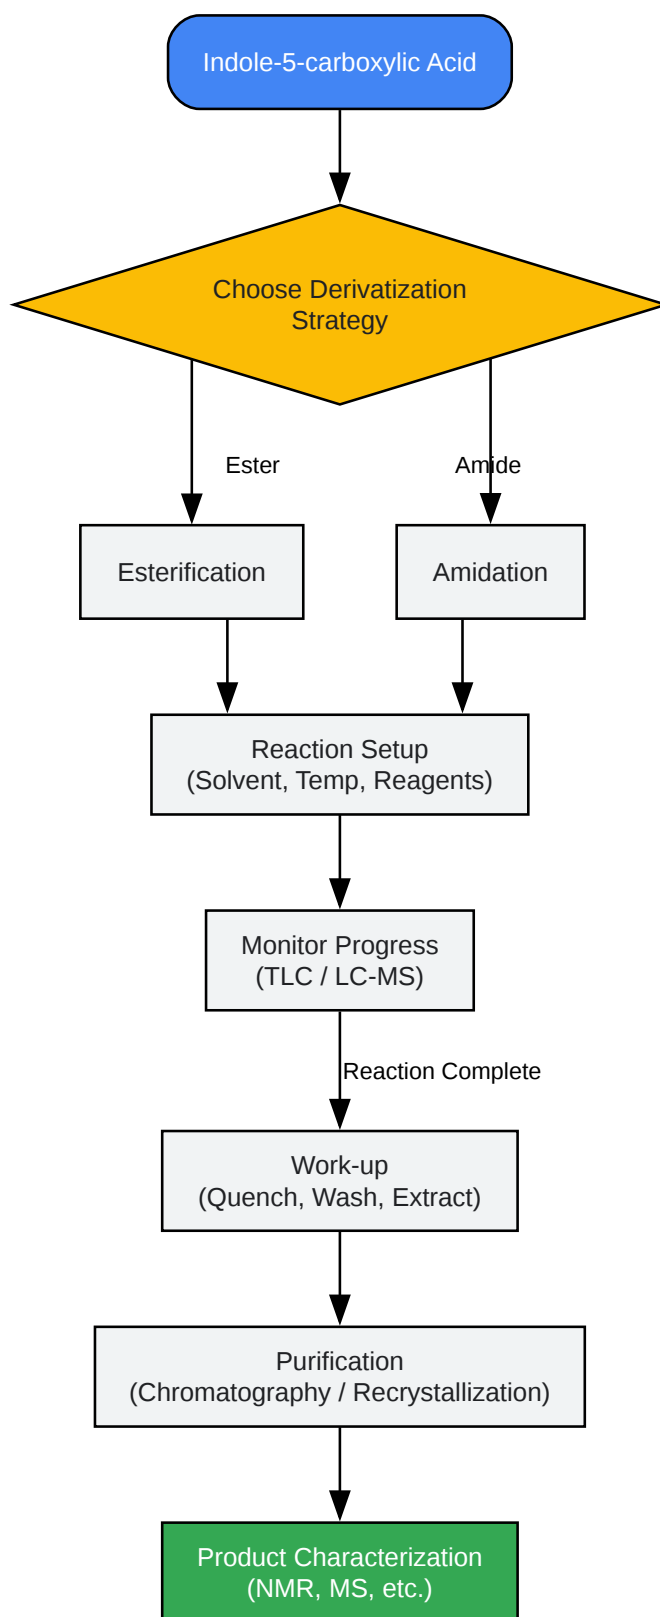 Indole-5-carboxylic Acid
Choose Derivatization
Strategy
Ester
Amide
Esterification
Amidation
Reaction Setup
(Solvent, Temp, Reagents)
Monitor Progress
(TLC / LC-MS)
Reaction Complete
Work-up
(Quench, Wash, Extract)
Purification
(Chromatography / Recrystallization)
Product Characterization
(NMR, MS, etc.)